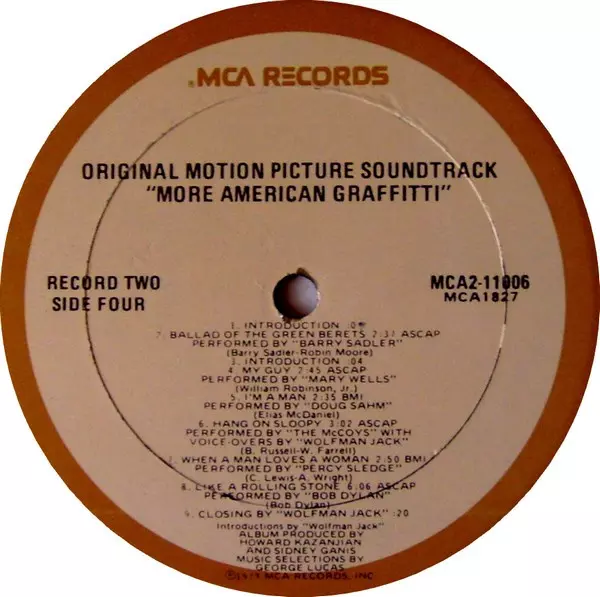 MCA RECORDS
ORIGINAL MOTION PICTURE SOUNDTRACK
"MORE AMERICAN GRAFFITTI"
RECORD TWO
SIDE FOUR
MCA2-11006
MCA1827
1. INTRODUCTION
2. BALLAD OF THE GREEN BERETS 2:37 ASCAP
PERFORMED BY "BARRY SADLER"
(Barry Sadler-Robin Moore)
3. INTRODUCTION :04
4. MY GUY 2:45 ASCAP
PERFORMED BY "MARY WELLS"
(William Robinson, Jr.)
5. I'M A MAN 2:35 BMI
PERFORMED BY "DOUG SAHM"
(Elias McDaniel)
6. HANG ON SLOOPY 3:02 ASCAP
PERFORMED BY "THE McCOYS" WITH
VOICE-OVERS BY "WOLFMAN JACK"
(B. Russell-W. Farrell)
7. WHEN A MAN LOVES A WOMAN 2:50 BMI
PERFORMED BY "PERCY SLEDGE"
(C. Lewis-A. Wright)
8. LIKE A ROLLING STONE 6:06 ASCAP
PERFORMED BY "BOB DYLAN"
(Bob Dylan)
9. CLOSING BY "WOLFMAN JACK" :20
Introductions by "Wolfman Jack"
ALBUM PRODUCED BY
HOWARD KAZANJIAN
AND SIDNEY GANIS
MUSIC SELECTIONS BY
GEORGE LUCAS
Ⓟ1979 MCA RECORDS, INC